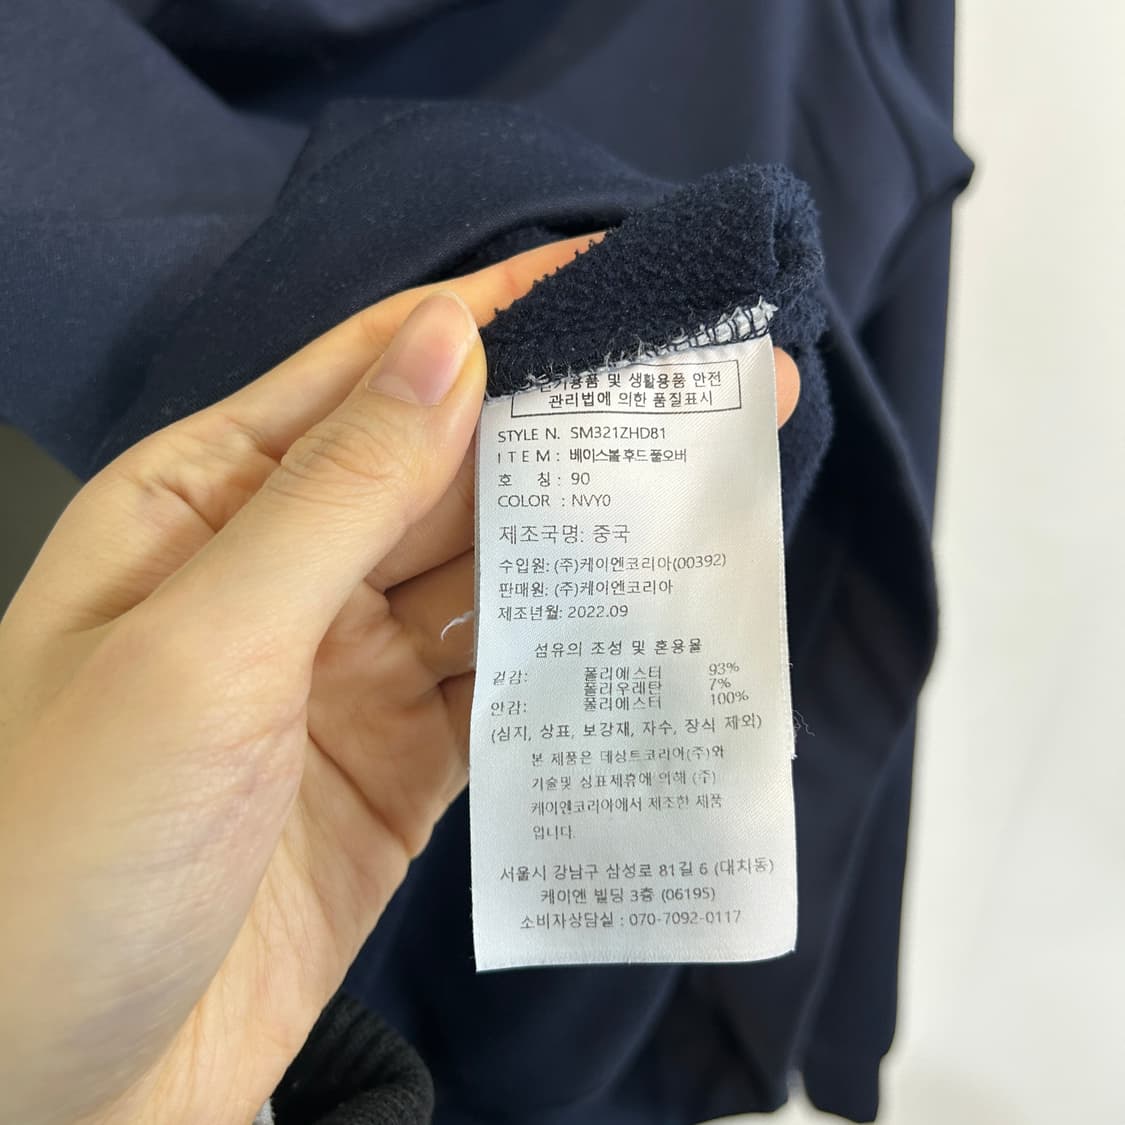 및 생활용품 안전
관리법에 의한 품질표시
STYLE N. SM321ZHD81
ITEM : 베이스볼 후드 풀오버
호 칭 : 90
COLOR : NVY0
제조국명: 중국
수입원: (주)케이엔코리아(00392)
판매원: (주)케이엔코리아
제조년월: 2022.09
섬유의 조성 및 혼용률
겉감: 폴리에스터 93%
폴리우레탄 7%
안감: 폴리에스터 100%
(심지, 상표, 보강재, 자수, 장식 제외)
본 제품은 데상트코리아(주)와
기술및 상표제휴에 의해 (주)
케이엔코리아에서 제조한 제품
입니다.
서울시 강남구 삼성로 81길 6 (대치동)
케이엔 빌딩 3층 (06195)
소비자상담실 : 070-7092-0117